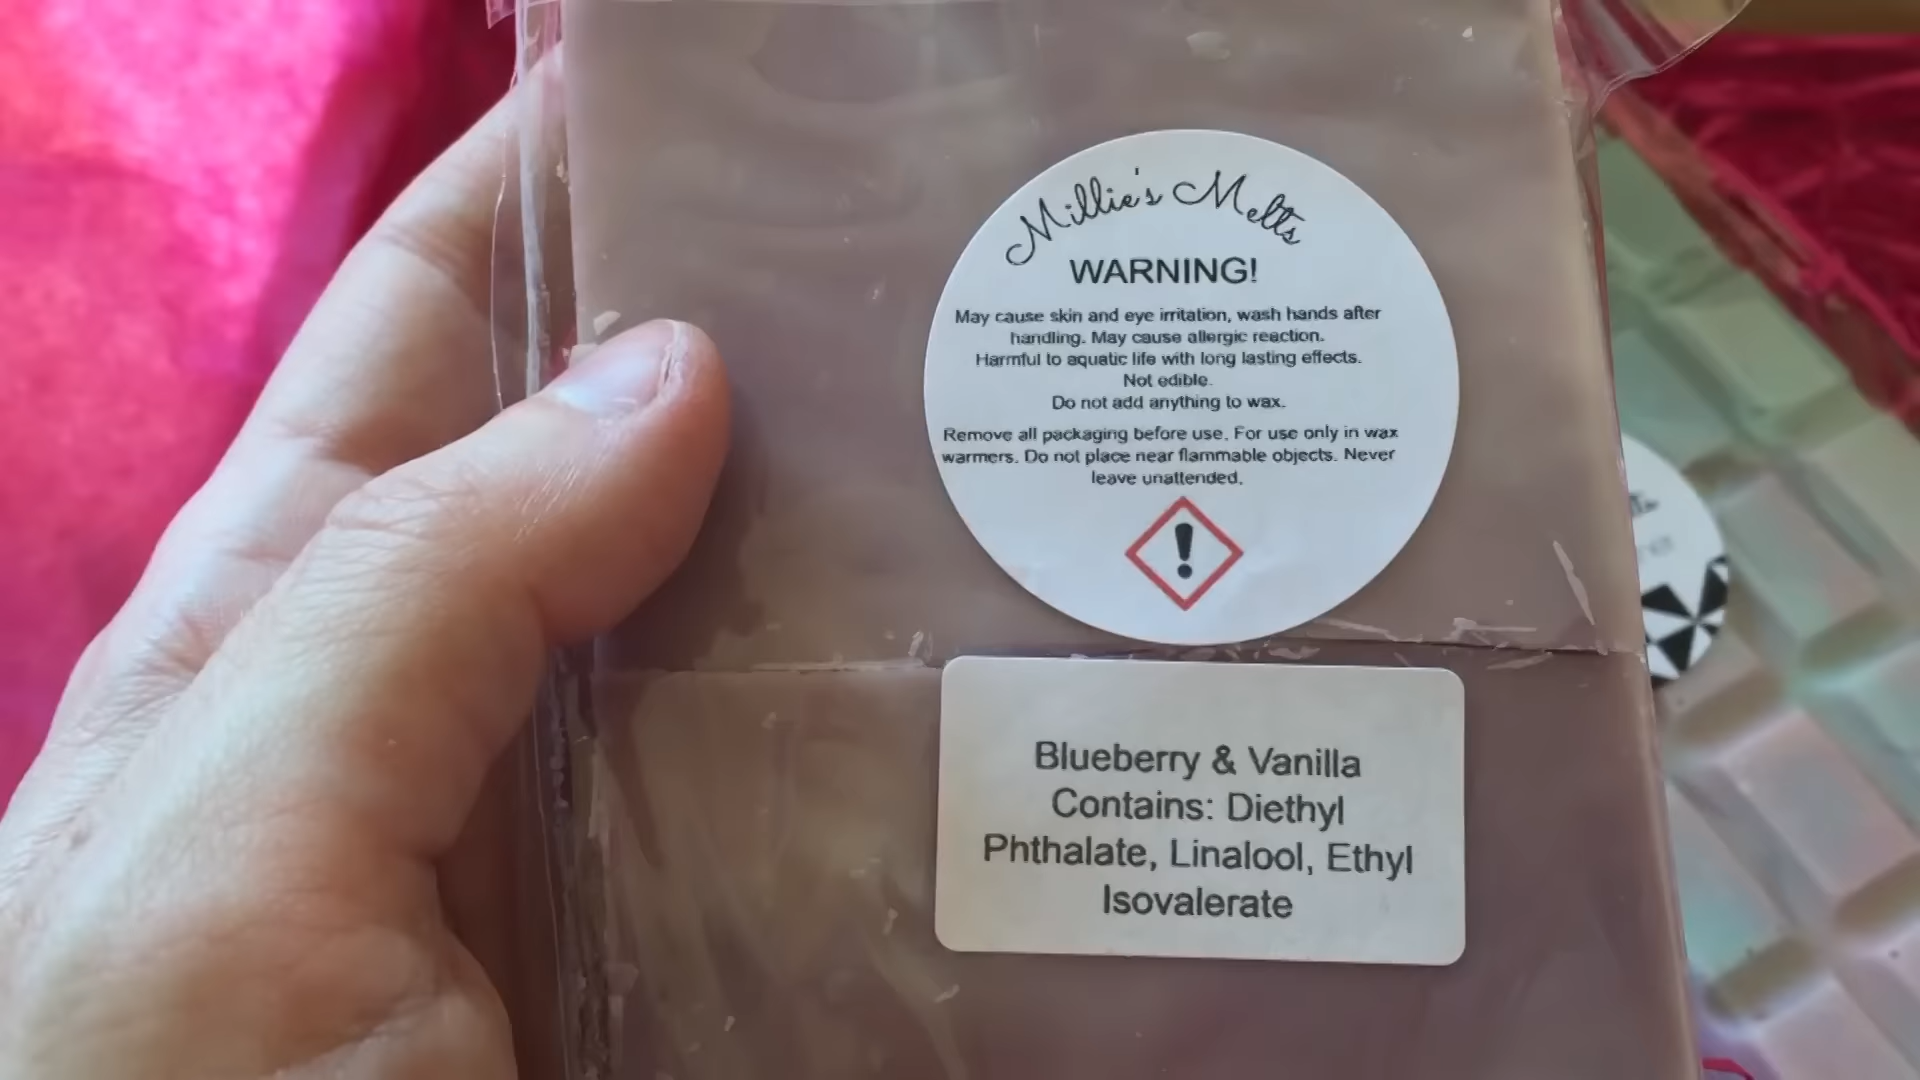 Millie's Melts
WARNING!
May cause skin and eye irritation, wash hands after
handling. May cause allergic reaction.
Harmful to aquatic life with long lasting effects.
Not edible.
Do not add anything to wax.
Remove all packaging before use. For use only in wax
warmers. Do not place near flammable objects. Never
leave unattended.
Blueberry & Vanilla
Contains: Diethyl
Phthalate, Linalool, Ethyl
Isovalerate